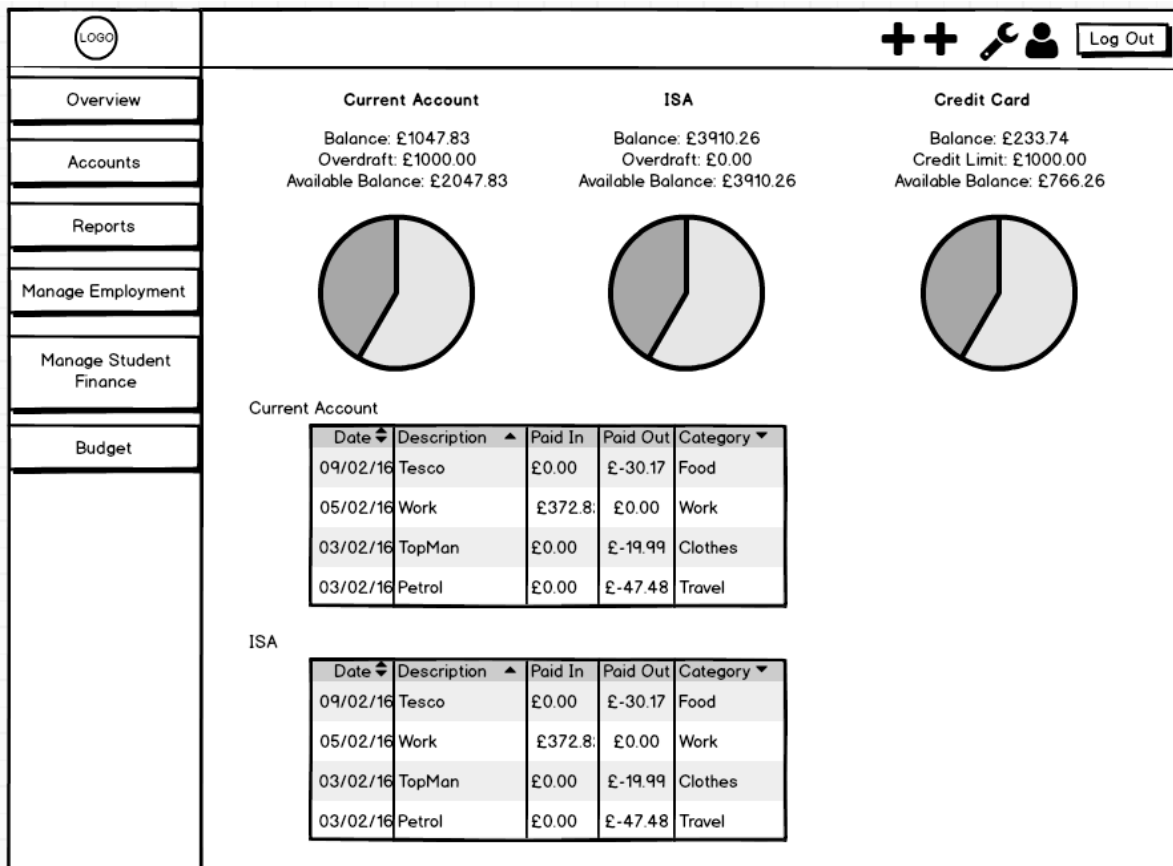 LOGO
Log Out
Overview
Accounts
Reports
Manage Employment
Manage Student
Finance
Budget
Current Account
Balance: £1047.83
Overdraft: £1000.00
Available Balance: £2047.83
ISA
Balance: £3910.26
Overdraft: £0.00
Available Balance: £3910.26
Credit Card
Balance: £233.74
Credit Limit: £1000.00
Available Balance: £766.26
Current Account
Date Description Paid In Paid Out Category
09/02/16 Tesco £0.00 £-30.17 Food
05/02/16 Work £372.8 £0.00 Work
03/02/16 TopMan £0.00 £-19.99 Clothes
03/02/16 Petrol £0.00 £-47.48 Travel
ISA
Date Description Paid In Paid Out Category
09/02/16 Tesco £0.00 £-30.17 Food
05/02/16 Work £372.8 £0.00 Work
03/02/16 TopMan £0.00 £-19.99 Clothes
03/02/16 Petrol £0.00 £-47.48 Travel